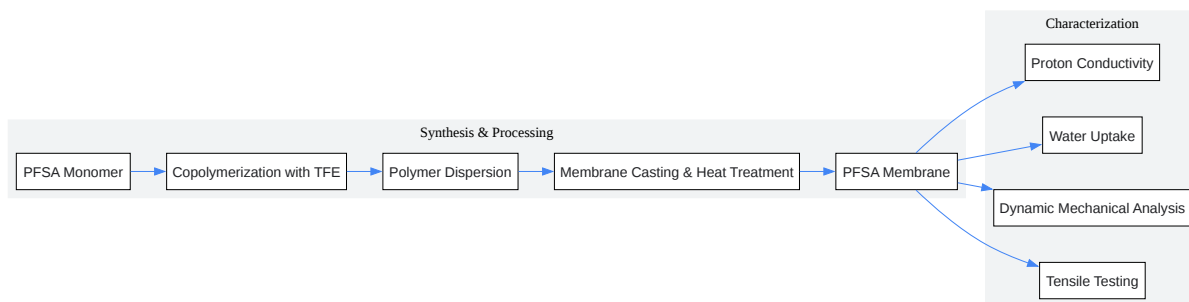 Synthesis & Processing
PFSA Monomer
Copolymerization with TFE
Polymer Dispersion
Membrane Casting & Heat Treatment
PFSA Membrane
Characterization
Proton Conductivity
Water Uptake
Dynamic Mechanical Analysis
Tensile Testing